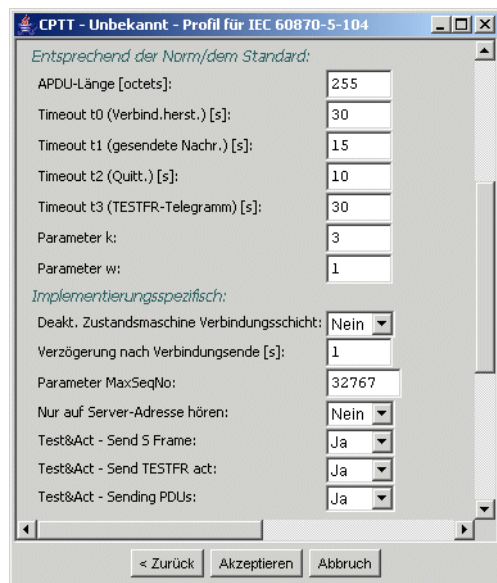 CPTT - Unbekannt - Profil für IEC 60870-5-104
Entsprechend der Norm/dem Standard:
APDU-Länge [octets]: 255
Timeout t0 (Verbind.herst.) [s]: 30
Timeout t1 (gesendete Nachr.) [s]: 15
Timeout t2 (Quitt.) [s]: 10
Timeout t3 (TESTFR-Telegramm) [s]: 30
Parameter k: 3
Parameter w: 1
Implementierungsspezifisch:
Deakt. Zustandsmaschine Verbindungsschicht: Nein
Verzögerung nach Verbindungsende [s]: 1
Parameter MaxSeqNo: 32767
Nur auf Server-Adresse hören: Nein
Test&Act - Send S Frame: Ja
Test&Act - Send TESTFR act: Ja
Test&Act - Sending PDUs: Ja
< Zurück Akzeptieren Abbruch